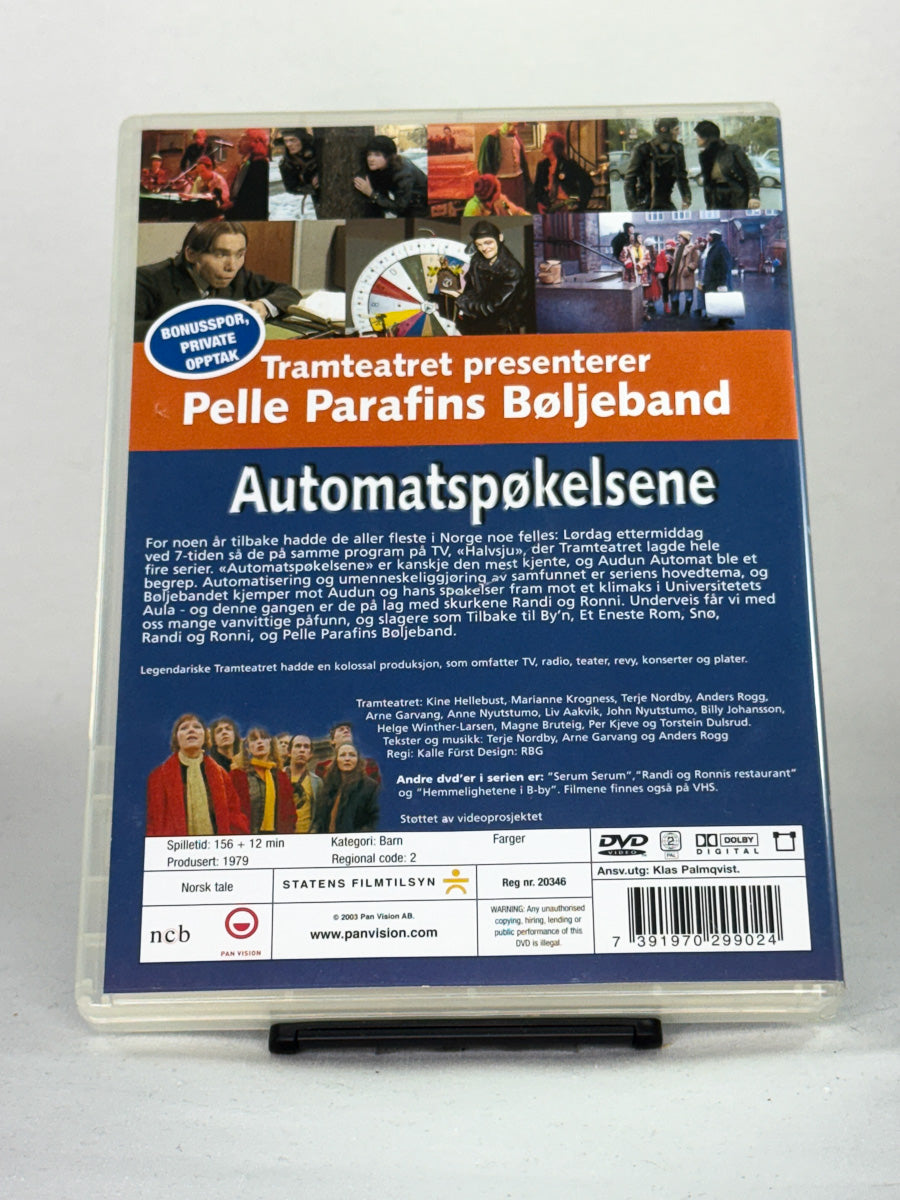 BONUSSPOR,
PRIVATE
OPPTAK
Tramteatret presenterer
Pelle Parafins Bøljeband
Automatspøkelsene
For noen år tilbake hadde de aller fleste i Norge noe felles: Lørdag ettermiddag
ved 7-tiden så de på samme program på TV, «Halvsju», der Tramteatret lagde hele
fire serier. «Automatspøkelsene» er kanskje den mest kjente, og Audun Automat ble et
begrep. Automatisering og umenneskeliggjøring av samfunnet er seriens hovedtema, og
Bøljebandet kjemper mot Audun og hans spøkelser fram mot et klimaks i Universitetets
Aula - og denne gangen er de på lag med skurkene Randi og Ronni. Underveis får vi med
oss mange vanvittige påfunn, og slagere som Tilbake til By'n, Et Eneste Rom, Snø,
Randi og Ronni, og Pelle Parafins Bøljeband.
Legendariske Tramteatret hadde en kolossal produksjon, som omfatter TV, radio, teater, revy, konserter og plater.
Tramteatret: Kine Hellebust, Marianne Krogness, Terje Nordby, Anders Rogg,
Arne Garvang, Anne Nyutstumo, Liv Aakvik, John Nyutstumo, Billy Johansson,
Helge Winther-Larsen, Magne Bruteig, Per Kjeve og Torstein Dulsrud.
Tekster og musikk: Terje Nordby, Arne Garvang og Anders Rogg
Regi: Kalle Fürst Design: RBG
Andre dvd'er i serien er: "Serum Serum","Randi og Ronnis restaurant"
og "Hemmelighetene i B-by". Filmene finnes også på VHS.
Støttet av videoprosjektet
Spilletid: 156 + 12 min
Produsert: 1979
Kategori: Barn
Regional code: 2
Farger
DVD
VIDEO
2
PAL
DOLBY
DIGITAL
Norsk tale
STATENS FILMTILSYN
Reg nr. 20346
Ansv.utg: Klas Palmqvist.
ncb
PAN VISION
© 2003 Pan Vision AB.
www.panvision.com
WARNING: Any unauthorised
copying, hiring, lending or
public performance of this
DVD is illegal.
7 391970 299024